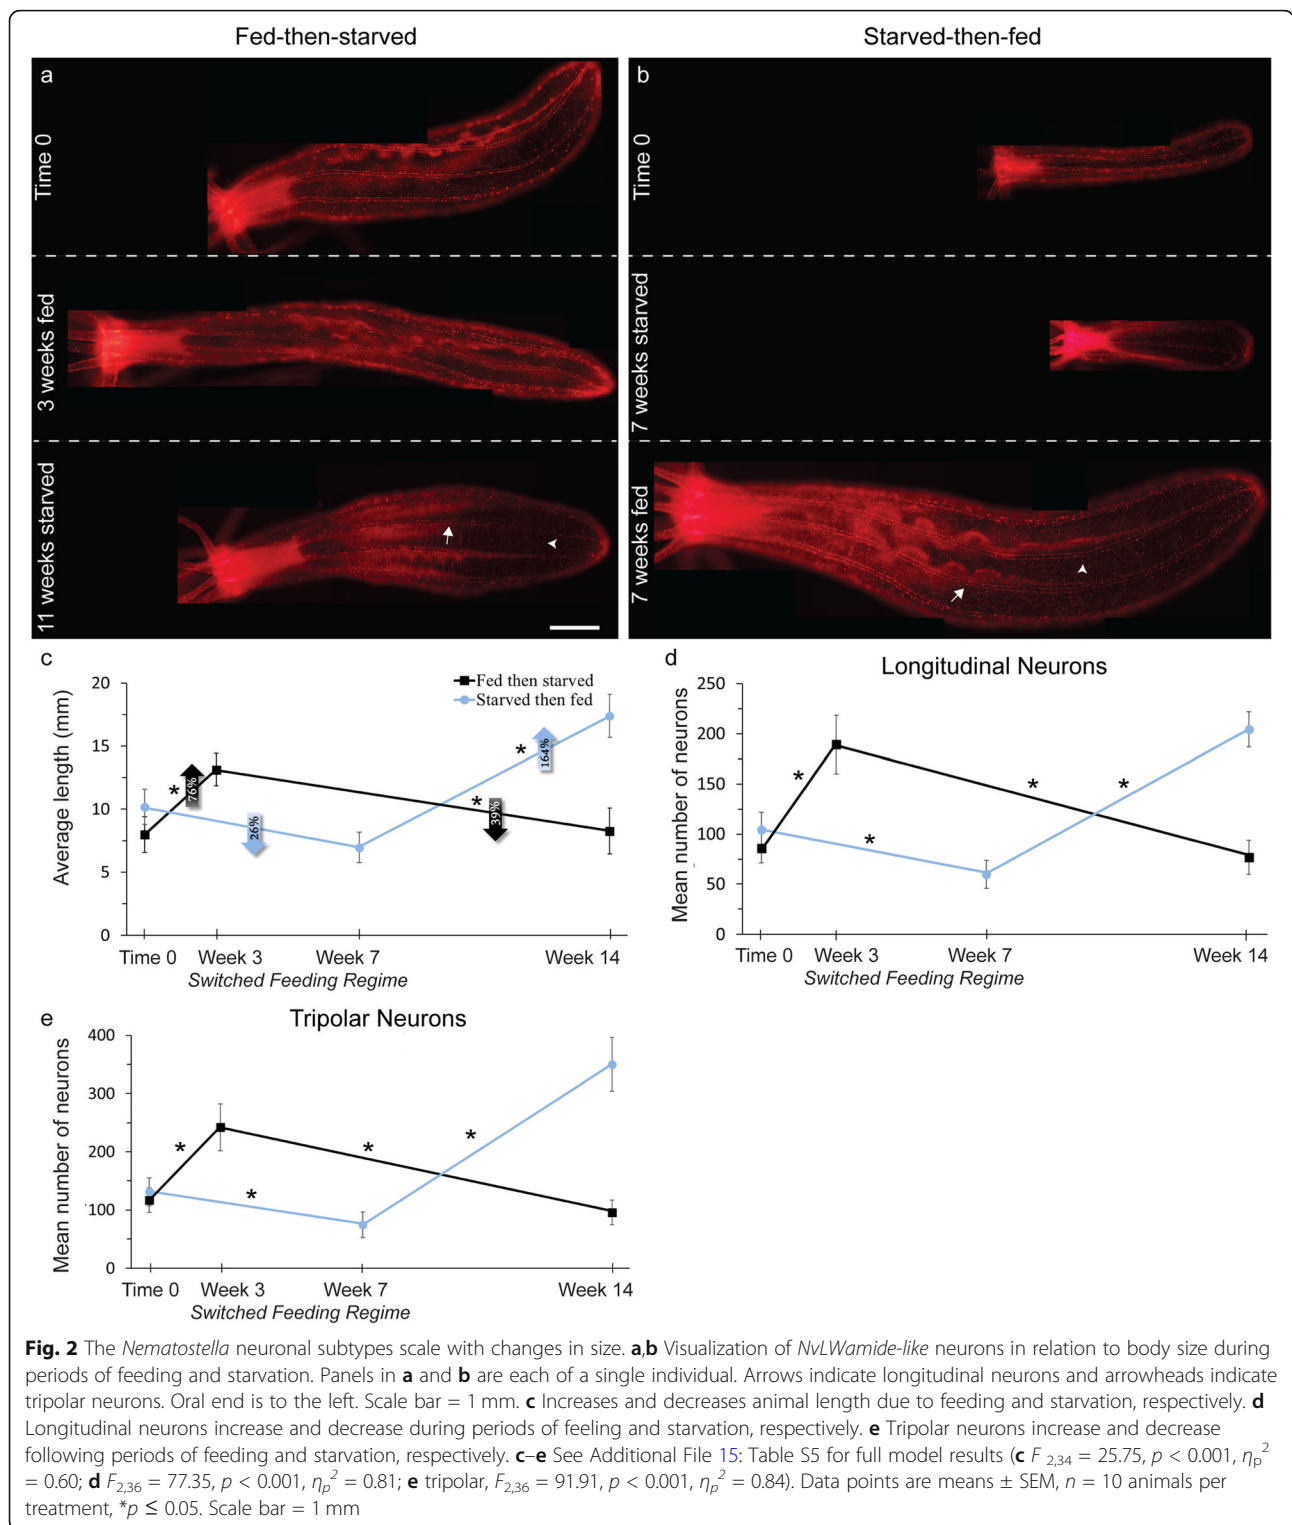 Fed-then-starved
Starved-then-fed
a
b
Time 0
Time 0
3 weeks fed
7 weeks starved
11 weeks starved
7 weeks fed
c
Average length (mm)
20
15
10
5
0
Fed then starved
Starved then fed
*
76%
26%
*
39%
*
164%
Time 0
Week 3
Week 7
Week 14
Switched Feeding Regime
d
Longitudinal Neurons
Mean number of neurons
250
200
150
100
50
0
*
*
*
*
Time 0
Week 3
Week 7
Week 14
Switched Feeding Regime
e
Tripolar Neurons
Mean number of neurons
400
300
200
100
0
*
*
*
*
Time 0
Week 3
Week 7
Week 14
Switched Feeding Regime
Fig. 2 The Nematostella neuronal subtypes scale with changes in size. a,b Visualization of NvLWamide-like neurons in relation to body size during
periods of feeding and starvation. Panels in a and b are each of a single individual. Arrows indicate longitudinal neurons and arrowheads indicate
tripolar neurons. Oral end is to the left. Scale bar = 1 mm. c Increases and decreases animal length due to feeding and starvation, respectively. d
Longitudinal neurons increase and decrease during periods of feeling and starvation, respectively. e Tripolar neurons increase and decrease
following periods of feeding and starvation, respectively. c–e See Additional File 15: Table S5 for full model results (c F 2,34 = 25.75, p < 0.001, ηp2
= 0.60; d F2,36 = 77.35, p < 0.001, ηp2 = 0.81; e tripolar, F2,36 = 91.91, p < 0.001, ηp2 = 0.84). Data points are means ± SEM, n = 10 animals per
treatment, *p ≤ 0.05. Scale bar = 1 mm